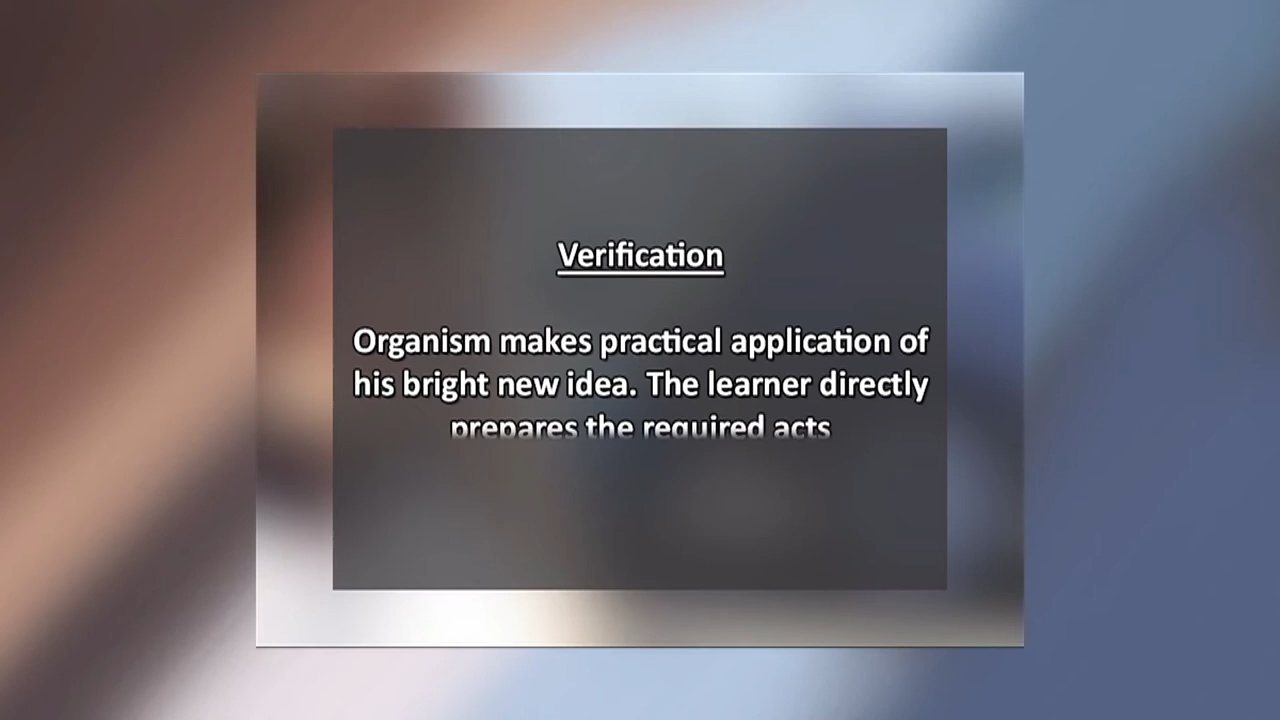 Verification
Organism makes practical application of
his bright new idea. The learner directly
prepares the required acts